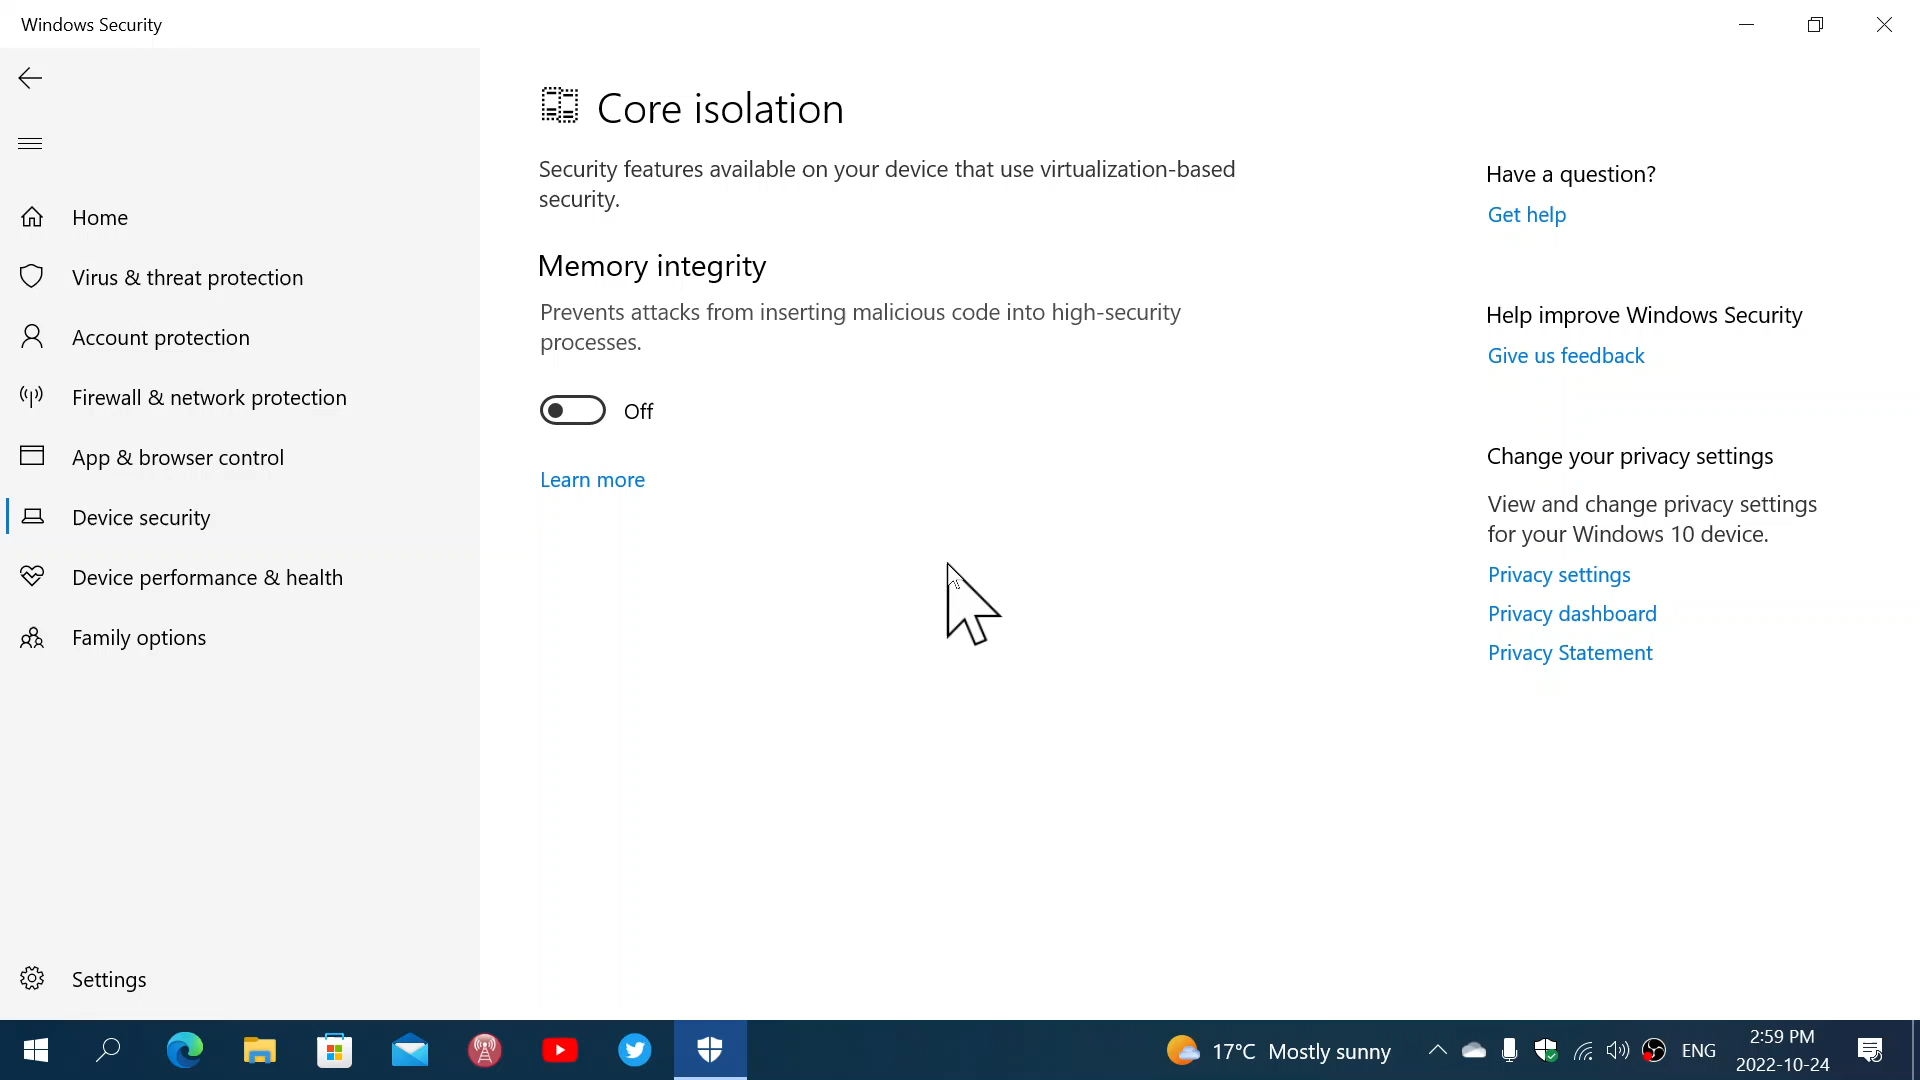 Windows Security
Home
Virus & threat protection
Account protection
Firewall & network protection
App & browser control
Device security
Device performance & health
Family options
Settings
Core isolation
Security features available on your device that use virtualization-based
security.
Memory integrity
Prevents attacks from inserting malicious code into high-security
processes.
Off
Learn more
Have a question?
Get help
Help improve Windows Security
Give us feedback
Change your privacy settings
View and change privacy settings
for your Windows 10 device.
Privacy settings
Privacy dashboard
Privacy Statement
17°C Mostly sunny
ENG
2:59 PM
2022-10-24